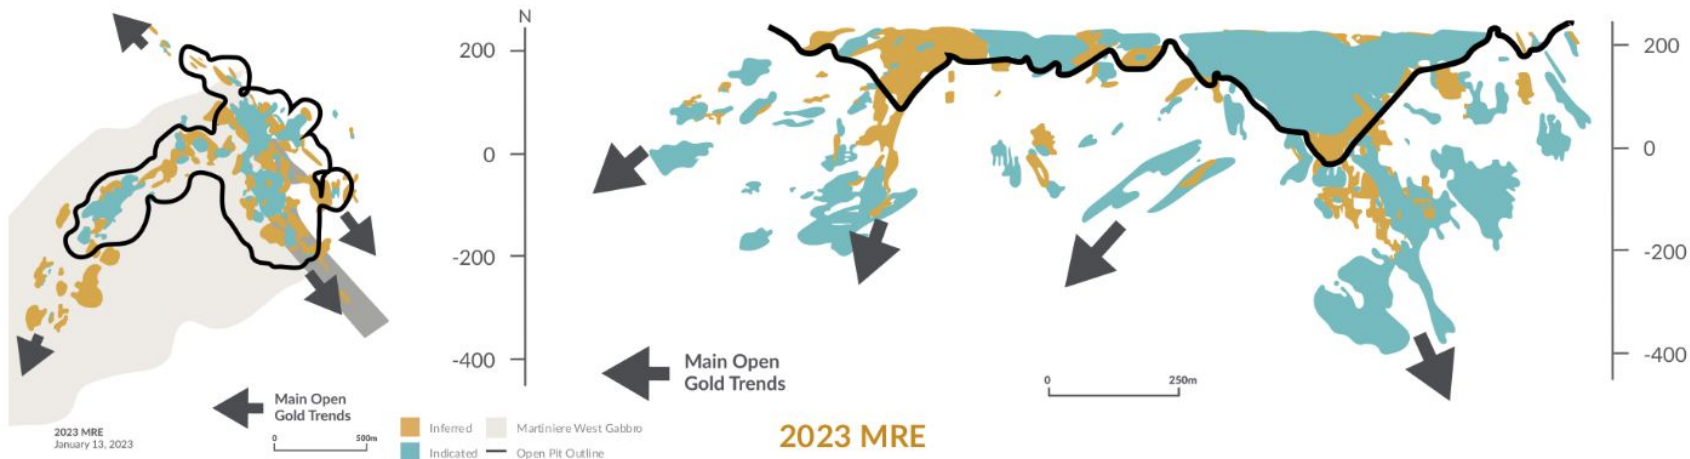 N
200
0
-200
-400
200
0
-200
-400
Main Open
Gold Trends
2023 MRE
January 13, 2023
0 500m
Inferred
Indicated
Martiniere West Gabbro
Open Pit Outline
Main Open
Gold Trends
0 250m
2023 MRE